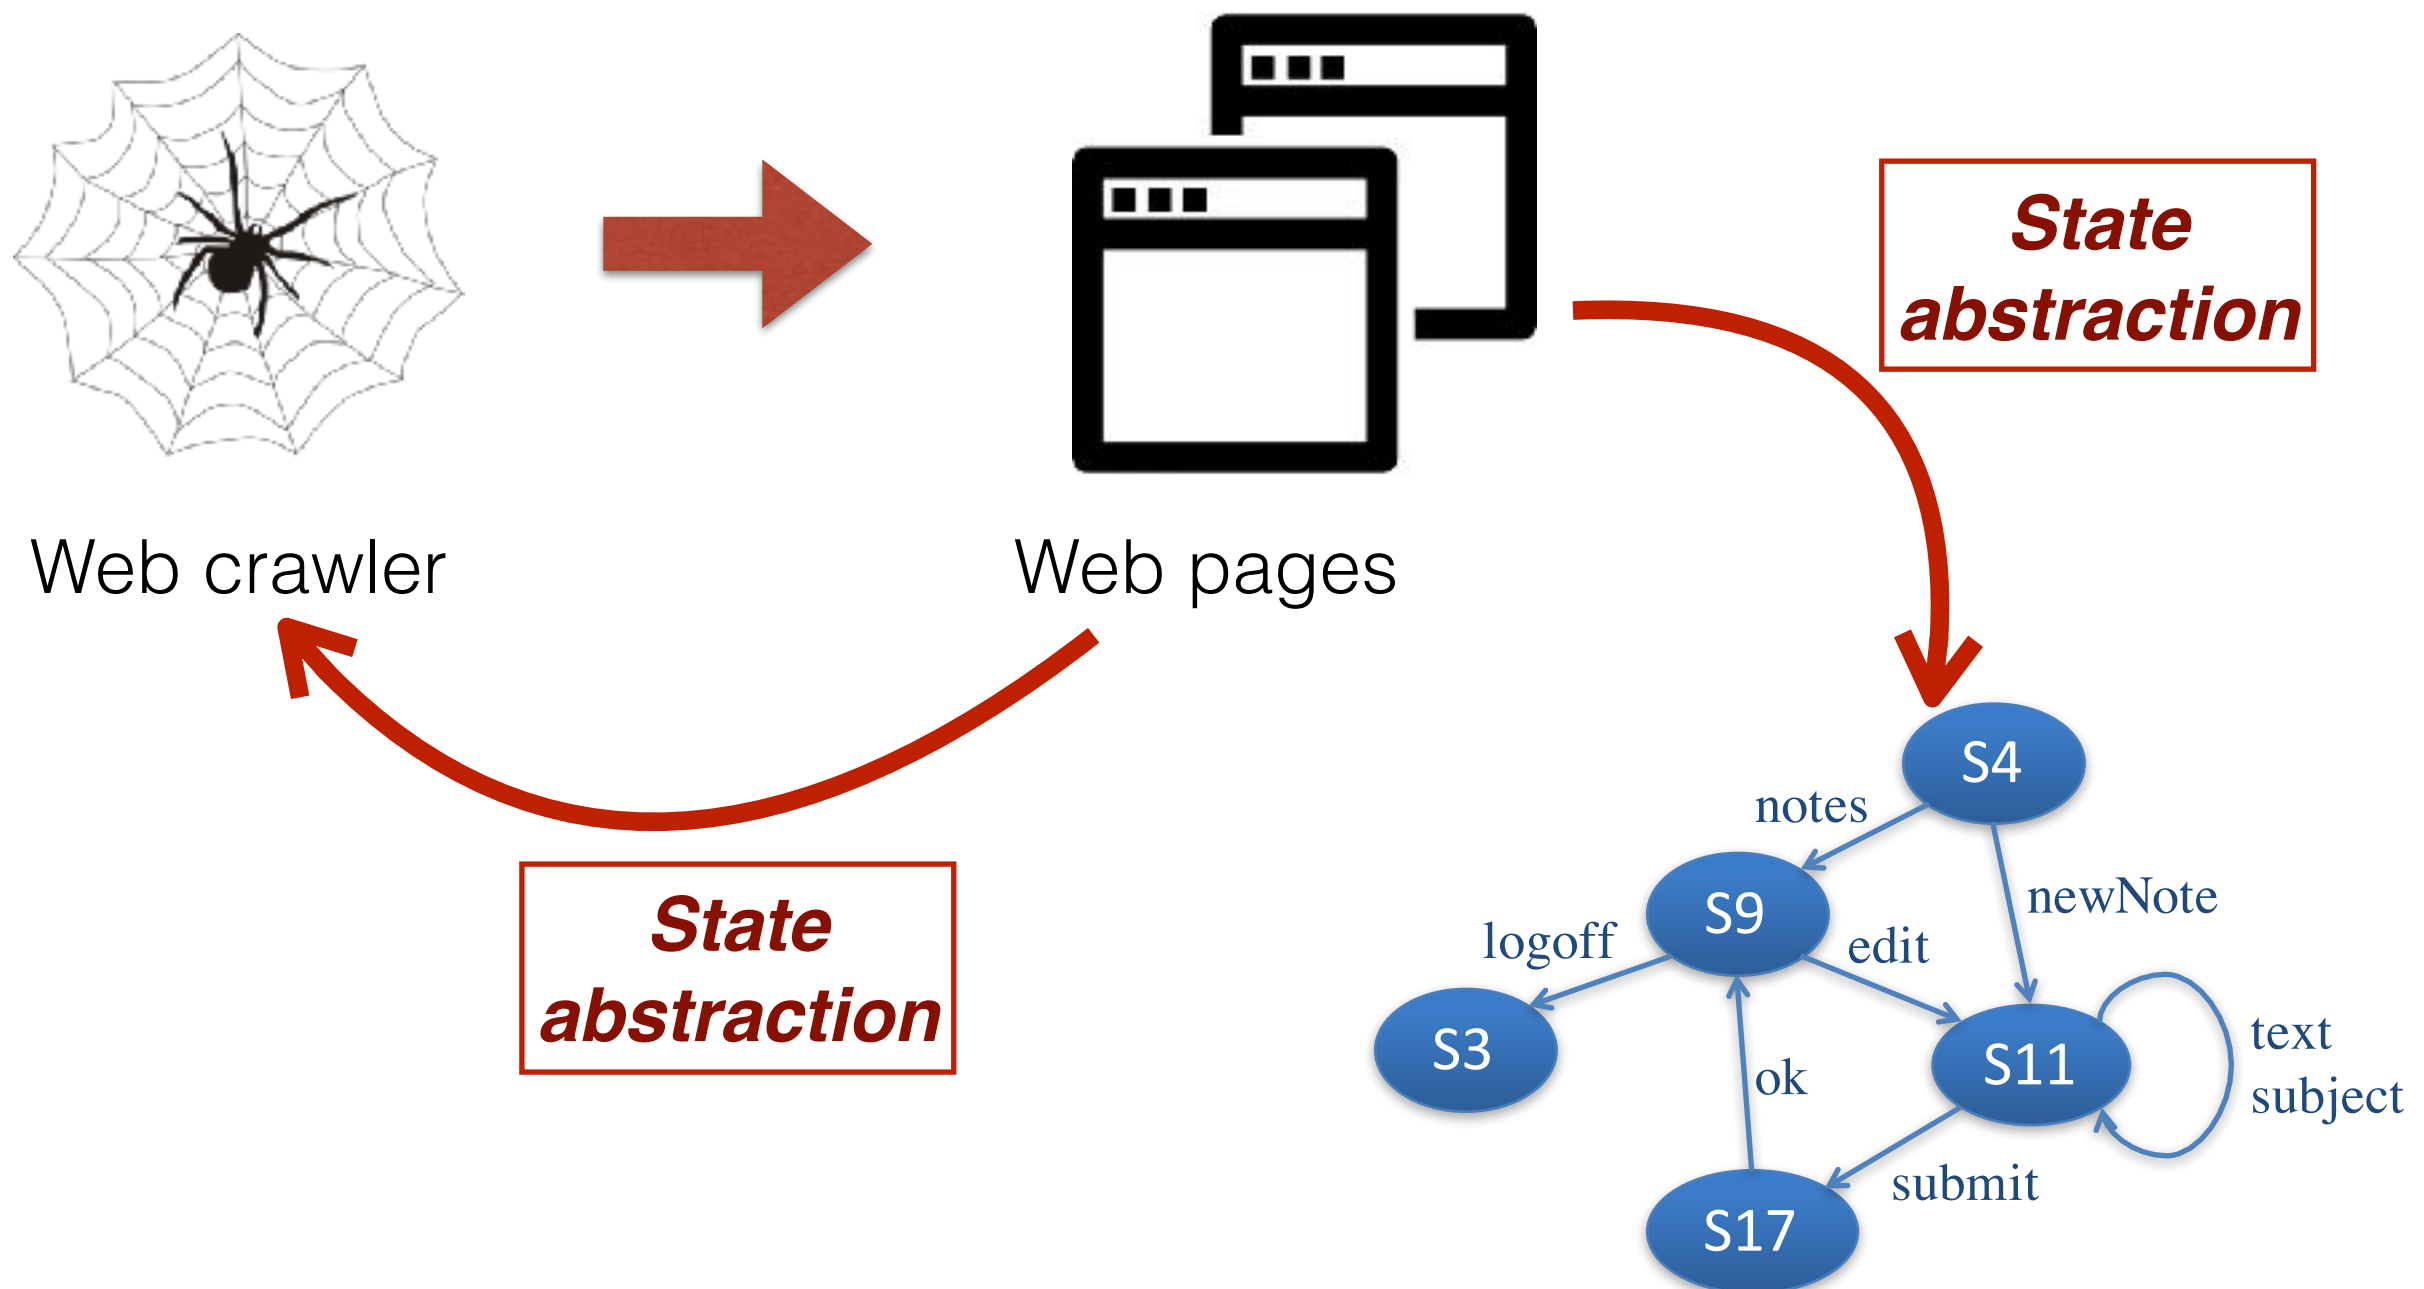 State
abstraction
Web crawler
Web pages
State
abstraction
S4
notes
newNote
S9
logoff
edit
S3
ok
S11
text
subject
submit
S17